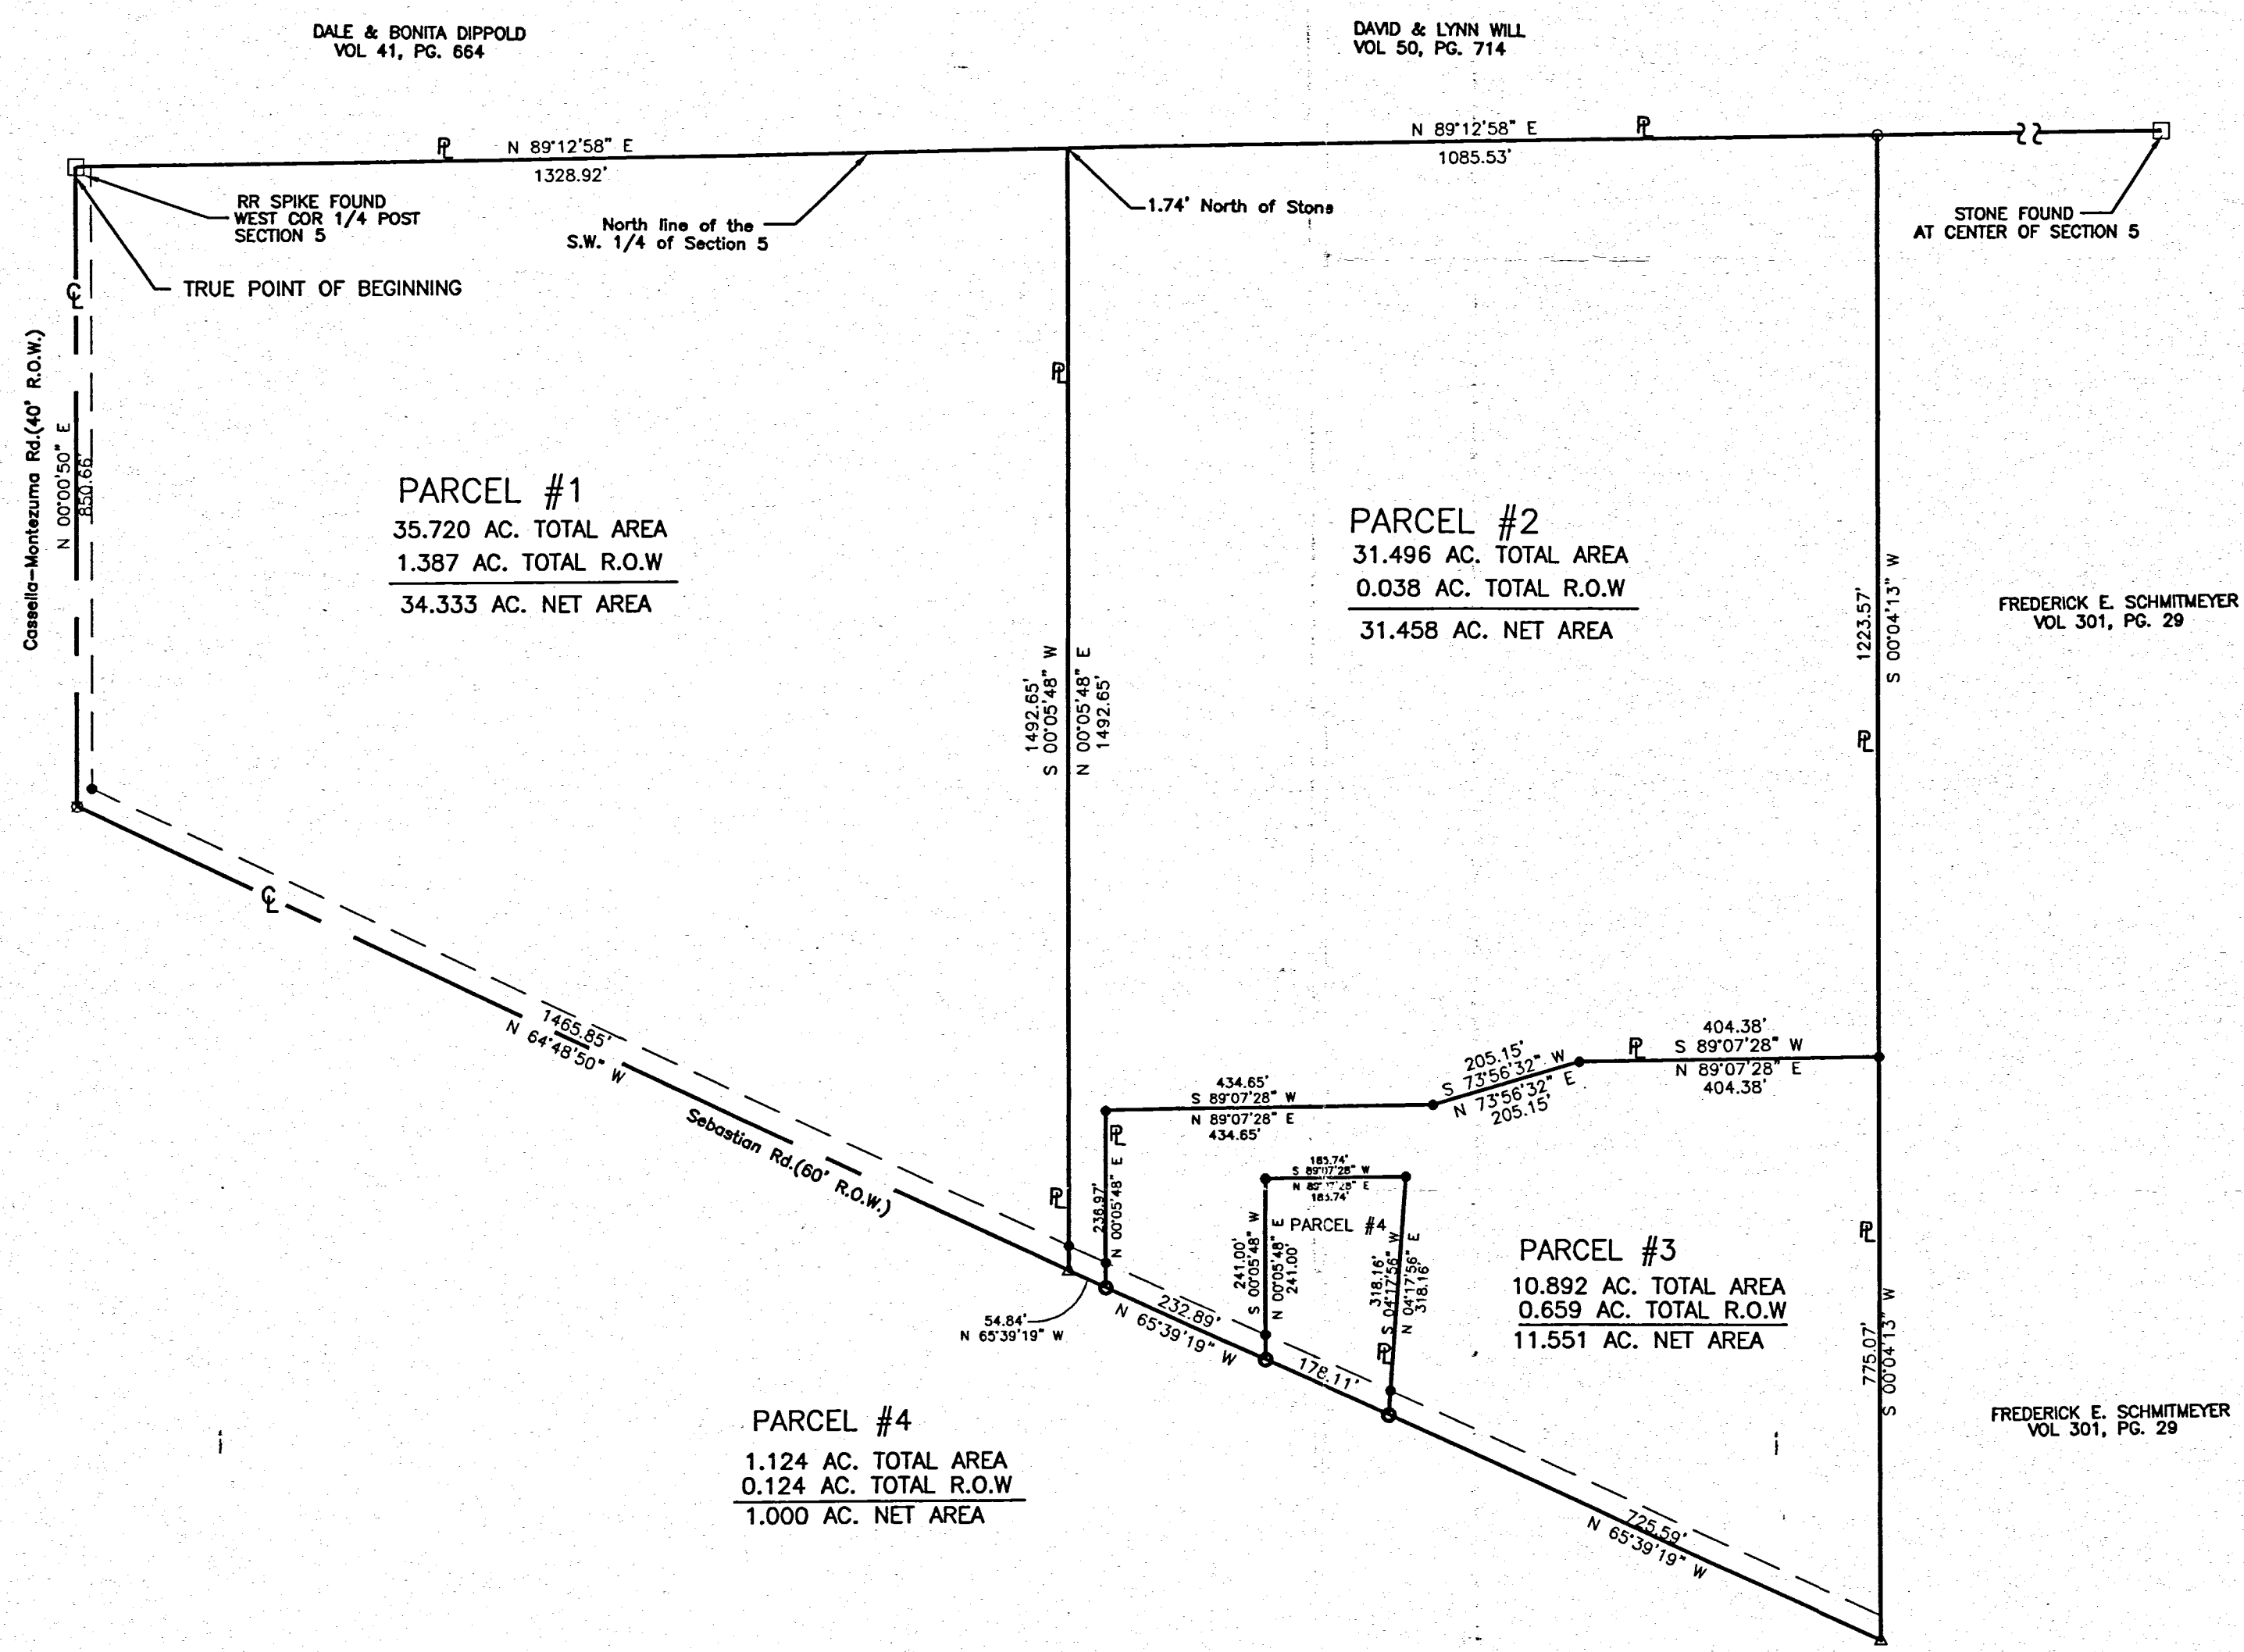 DALE & BONITA DIPPOLD
VOL 41, PG. 664
DAVID & LYNN WILL
VOL 50, PG. 714
N 89°12'58" E
1328.92'
N 89°12'58" E
1085.53'
RR SPIKE FOUND
WEST COR 1/4 POST
SECTION 5
TRUE POINT OF BEGINNING
North line of the
S.W. 1/4 of Section 5
1.74' North of Stone
STONE FOUND
AT CENTER OF SECTION 5
Cassella-Montezuma Rd.(40' R.O.W.)
N 00°00'50" E
850.66'
PARCEL #1
35.720 AC. TOTAL AREA
1.387 AC. TOTAL R.O.W
34.333 AC. NET AREA
PARCEL #2
31.496 AC. TOTAL AREA
0.038 AC. TOTAL R.O.W
31.458 AC. NET AREA
1492.65'
S 00°05'48" W
N 00°05'48" E
1492.65'
1223.57'
S 00°04'13" W
FREDERICK E. SCHMITMEYER
VOL 301, PG. 29
1465.85'
N 64°48'50" W
Sebastian Rd.(60' R.O.W.)
434.65'
S 89°07'28" W
N 89°07'28" E
434.65'
205.15'
S 73°56'32" W
N 73°56'32" E
205.15'
404.38'
S 89°07'28" W
N 89°07'28" E
404.38'
236.97'
N 00°05'48" E
S 89°07'28" W
PARCEL #4
241.00'
S 00°05'48" W
N 00°05'48" E
241.00'
318.16'
S 04°17'56" W
N 04°17'56" E
318.16'
PARCEL #3
10.892 AC. TOTAL AREA
0.659 AC. TOTAL R.O.W
11.551 AC. NET AREA
775.07'
S 00°04'13" W
54.84'
N 65°39'19" W
232.89'
N 65°39'19" W
178.11'
725.59'
N 65°39'19" W
PARCEL #4
1.124 AC. TOTAL AREA
0.124 AC. TOTAL R.O.W
1.000 AC. NET AREA
FREDERICK E. SCHMITMEYER
VOL 301, PG. 29